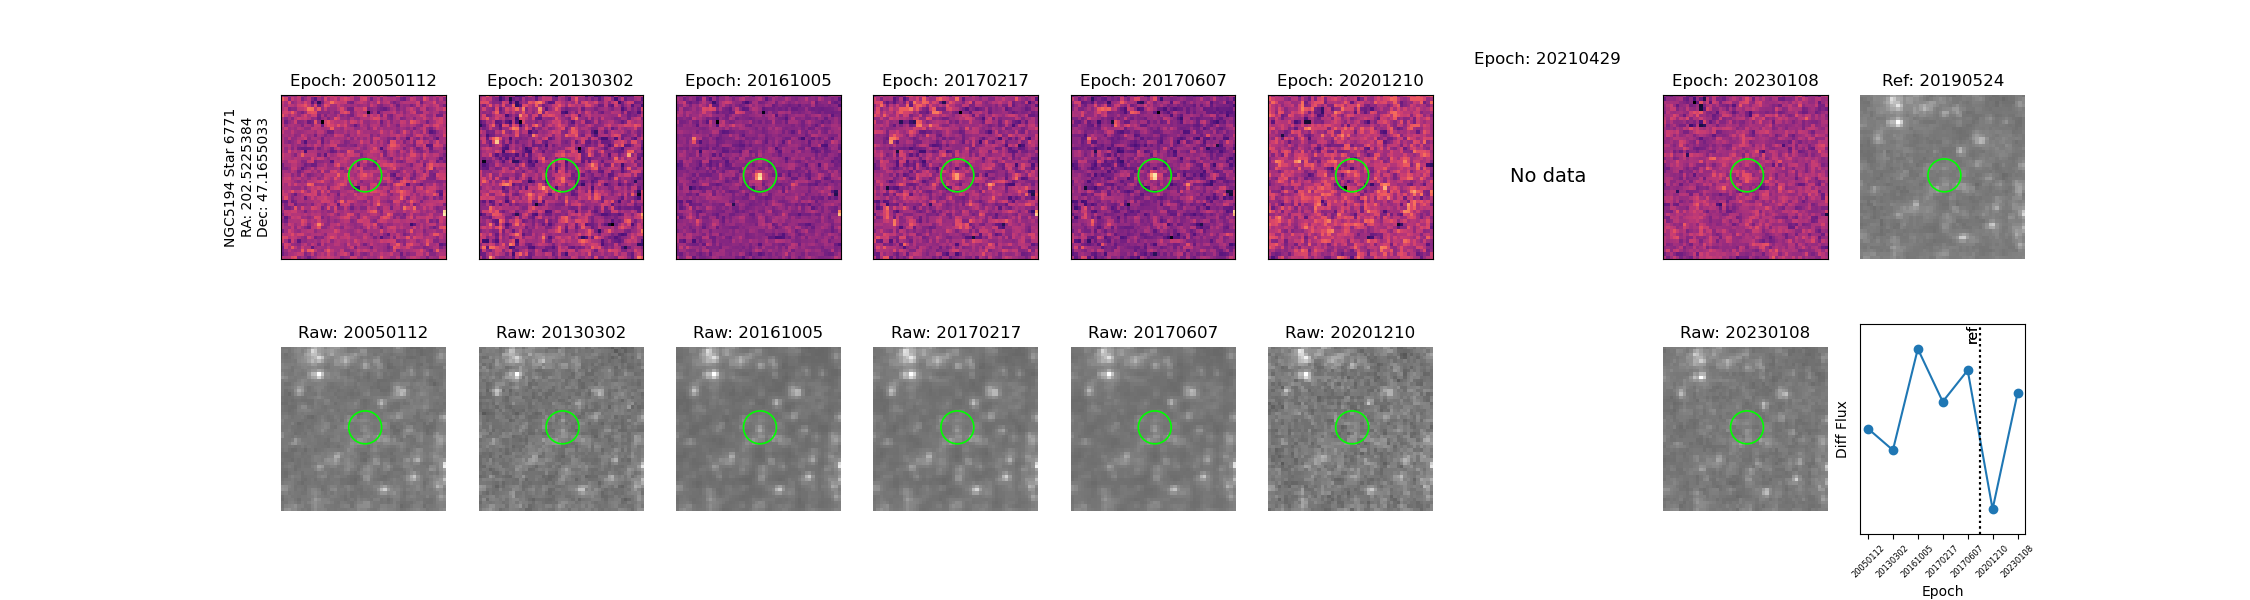 Epoch: 20050112
Epoch: 20130302
Epoch: 20161005
Epoch: 20170217
Epoch: 20170607
Epoch: 20201210
Epoch: 20210429
Epoch: 20230108
Ref: 20190524
NGC5194 Star 6771
RA: 202.5225384
Dec: 47.1655033
No data
Raw: 20050112
Raw: 20130302
Raw: 20161005
Raw: 20170217
Raw: 20170607
Raw: 20201210
Raw: 20230108
ref
Diff Flux
20050112
20130302
20161005
20170217
20170607
20201210
20230108
Epoch